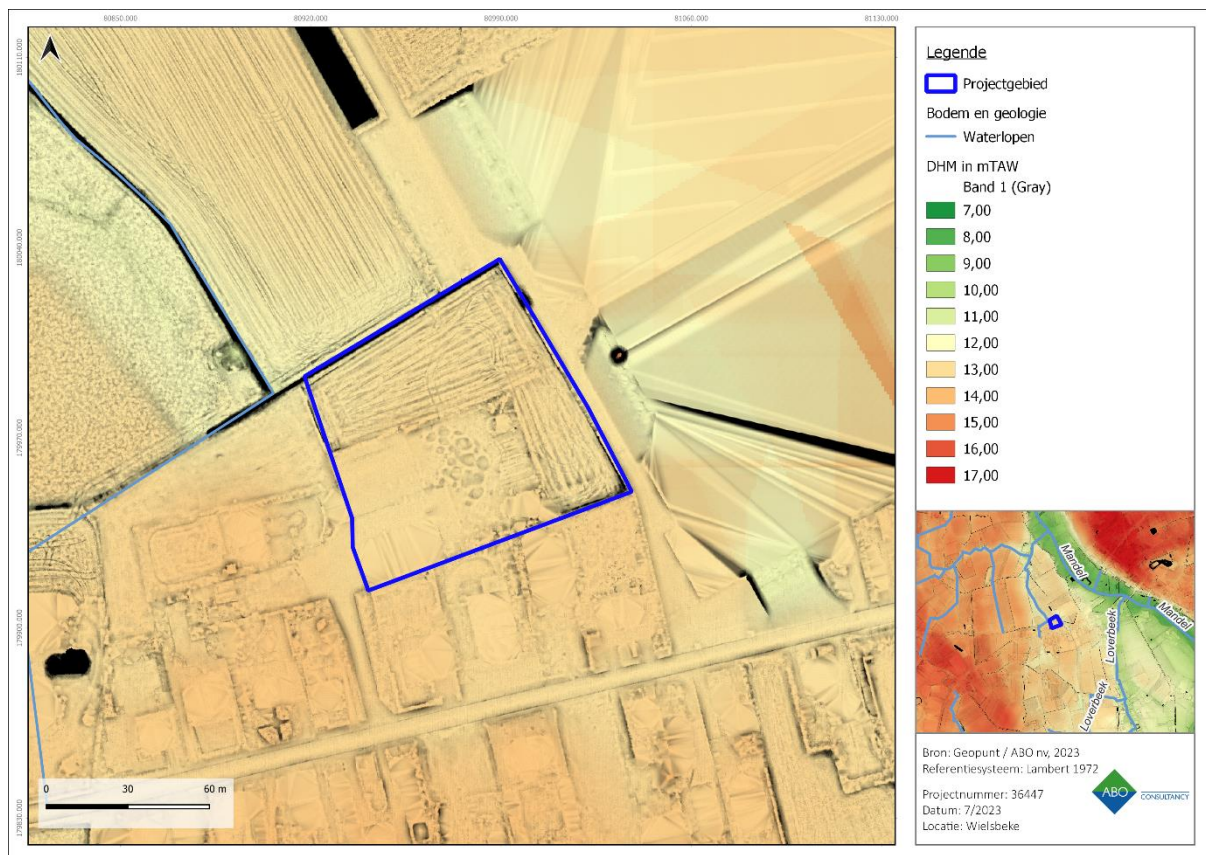 80850.000 80920.000 80990.000 81060.000 81130.000
180110.000
180040.000
179970.000
179900.000
179830.000
0 30 60 m
Legende
Projectgebied
Bodem en geologie
Waterlopen
DHM in mTAW
Band 1 (Gray)
7,00
8,00
9,00
10,00
11,00
12,00
13,00
14,00
15,00
16,00
17,00
Mandel
Mandel
Loverbeek
Loverbeek
Bron: Geopunt / ABO nv, 2023
Referentiesysteem: Lambert 1972
Projectnummer: 36447
Datum: 7/2023
Locatie: Wielsbeke
ABO
CONSULTANCY